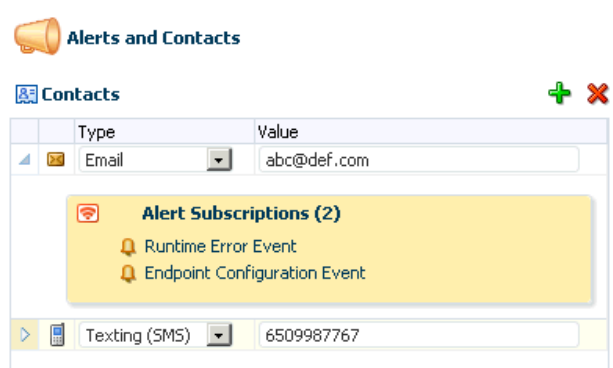 Alerts and Contacts
Contacts
Type Value
Email abc@def.com
Alert Subscriptions (2)
Runtime Error Event
Endpoint Configuration Event
Texting (SMS) 6509987767